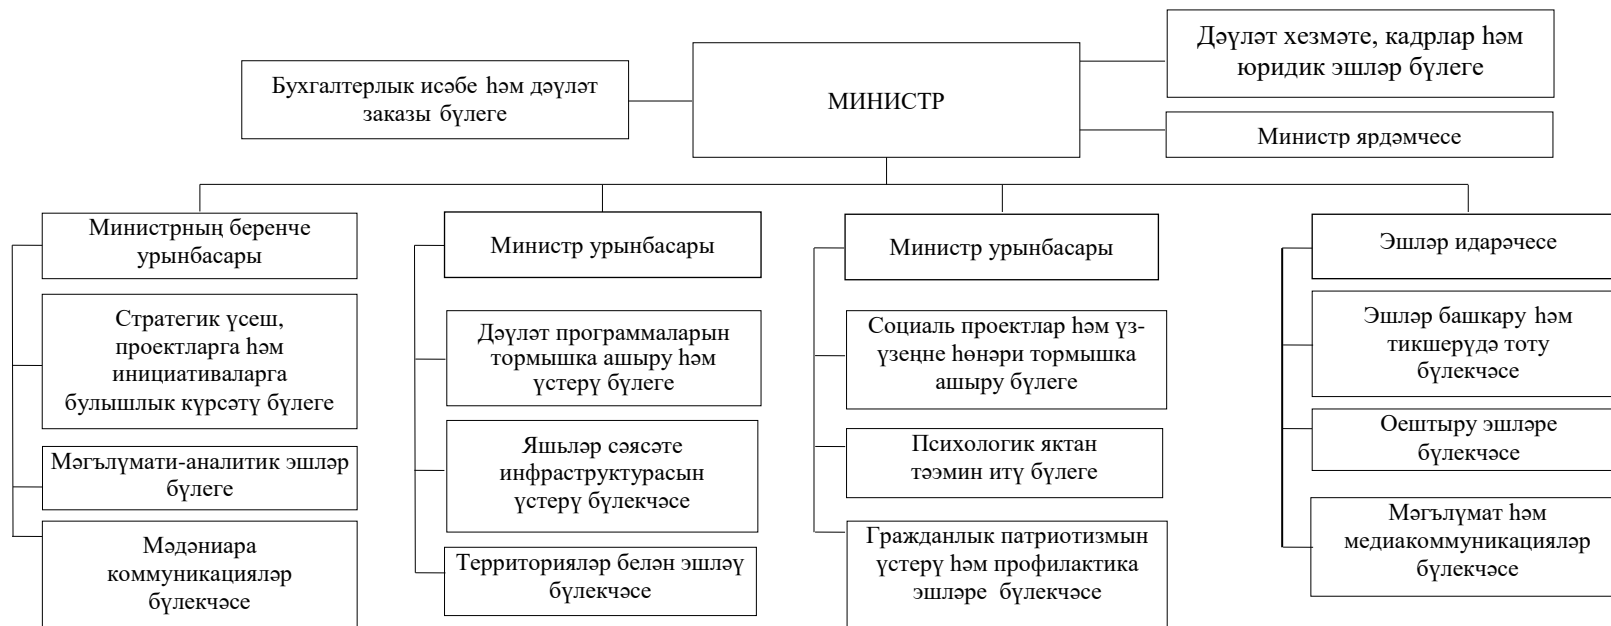 Дәүләт хезмәте, кадрлар һәм
юридик эшләр бүлеге
Бухгалтерлык исәбе һәм дәүләт
заказы бүлеге
МИНИСТР
Министр ярдәмчесе
Министрның беренче
урынбасары
Стратегик үсеш,
проектларга һәм
инициативаларга
булышлык күрсәтү бүлеге
Мәгълүмати-аналитик эшләр
бүлеге
Мәдәниара
коммуникацияләр
бүлекчәсе
Министр урынбасары
Дәүләт программаларын
тормышка ашыру һәм
үстерү бүлеге
Яшьләр сәясәте
инфраструктурасын
үстерү бүлекчәсе
Территорияләр белән эшләү
бүлекчәсе
Министр урынбасары
Социаль проектлар һәм үз-
үзеңне һөнәри тормышка
ашыру бүлеге
Психологик яктан
тәэмин итү бүлеге
Гражданлык патриотизмын
үстерү һәм профилактика
эшләре бүлекчәсе
Эшләр идарәчесе
Эшләр башкару һәм
тикшерүдә тоту
бүлекчәсе
Оештыру эшләре
бүлекчәсе
Мәгълүмат һәм
медиакоммуникацияләр
бүлекчәсе